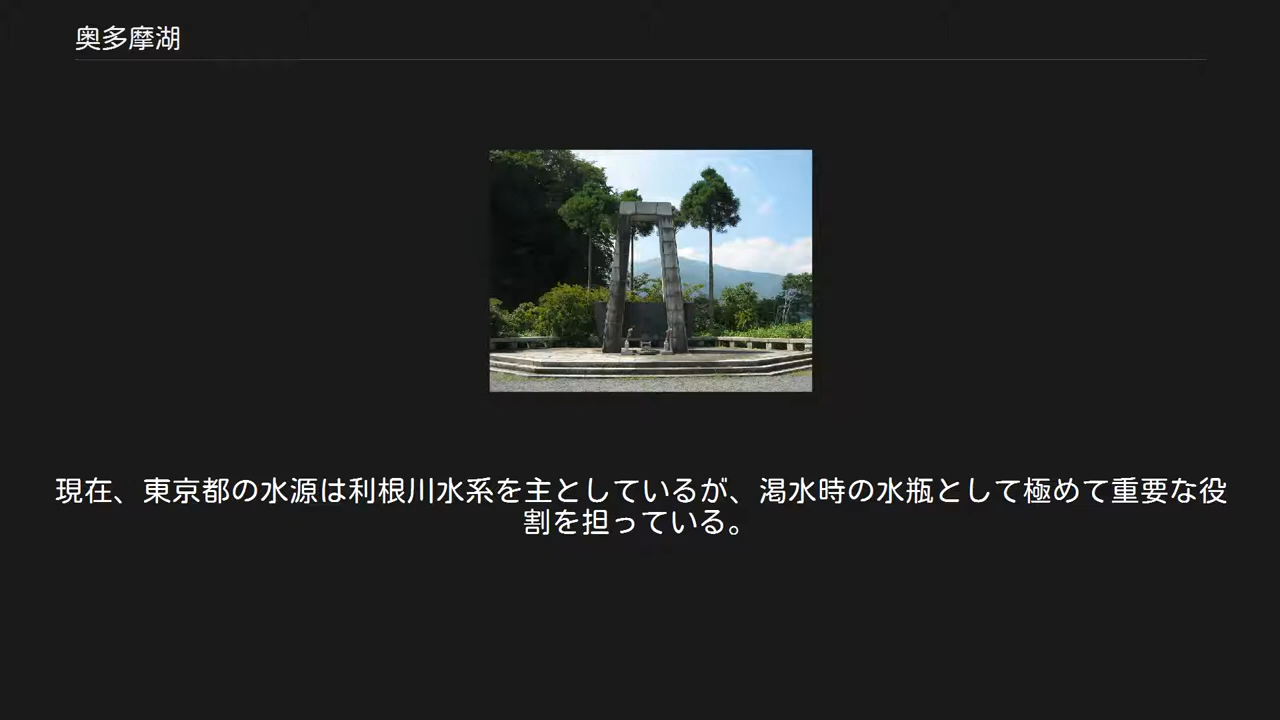 奥多摩湖
現在、東京都の水源は利根川水系を主としているが、渇水時の水瓶として極めて重要な役
割を担っている。